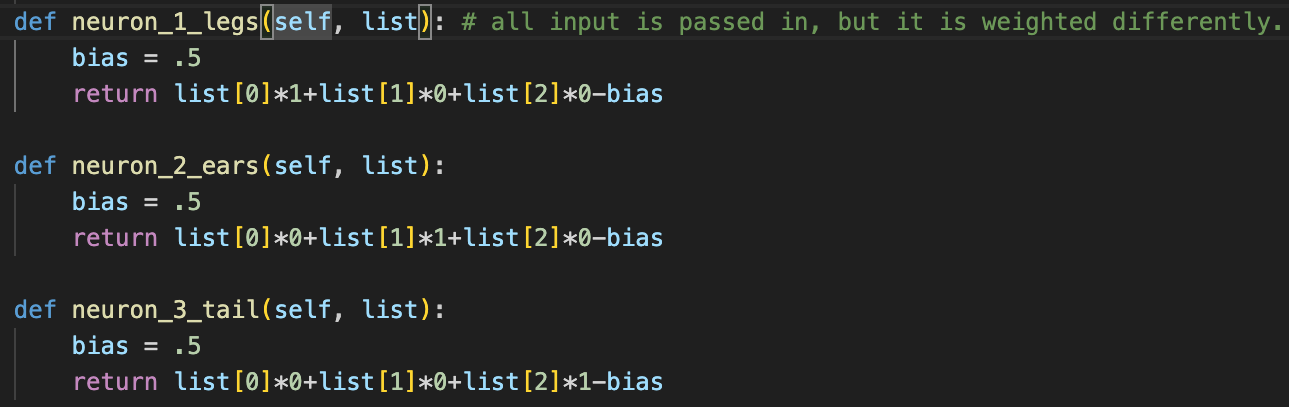 def neuron_1_legs(self, list): # all input is passed in, but it is weighted differently.
    bias = .5
    return list[0]*1+list[1]*0+list[2]*0-bias

def neuron_2_ears(self, list):
    bias = .5
    return list[0]*0+list[1]*1+list[2]*0-bias

def neuron_3_tail(self, list):
    bias = .5
    return list[0]*0+list[1]*0+list[2]*1-bias